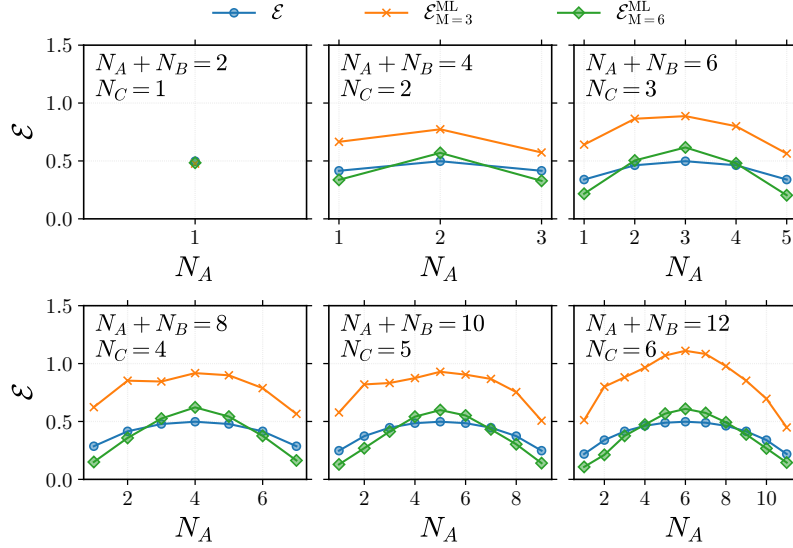 ℰ ℰ^ML_M=3 ℰ^ML_M=6
N_A + N_B = 2
N_C = 1
N_A + N_B = 4
N_C = 2
N_A + N_B = 6
N_C = 3
1.5
1.0
0.5
0.0
ℰ
1
1 2 3
1 2 3 4 5
N_A N_A N_A
N_A + N_B = 8
N_C = 4
N_A + N_B = 10
N_C = 5
N_A + N_B = 12
N_C = 6
1.5
1.0
0.5
0.0
ℰ
2 4 6
2 4 6 8
2 4 6 8 10
N_A N_A N_A